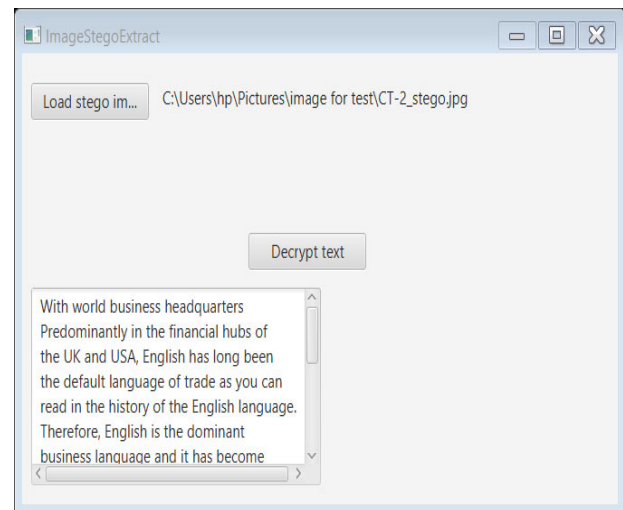 ImageStegoExtract
Load stego im... C:\Users\hp\Pictures\image for test\CT-2_stego.jpg
Decrypt text
With world business headquarters
Predominantly in the financial hubs of
the UK and USA, English has long been
the default language of trade as you can
read in the history of the English language.
Therefore, English is the dominant
business language and it has become